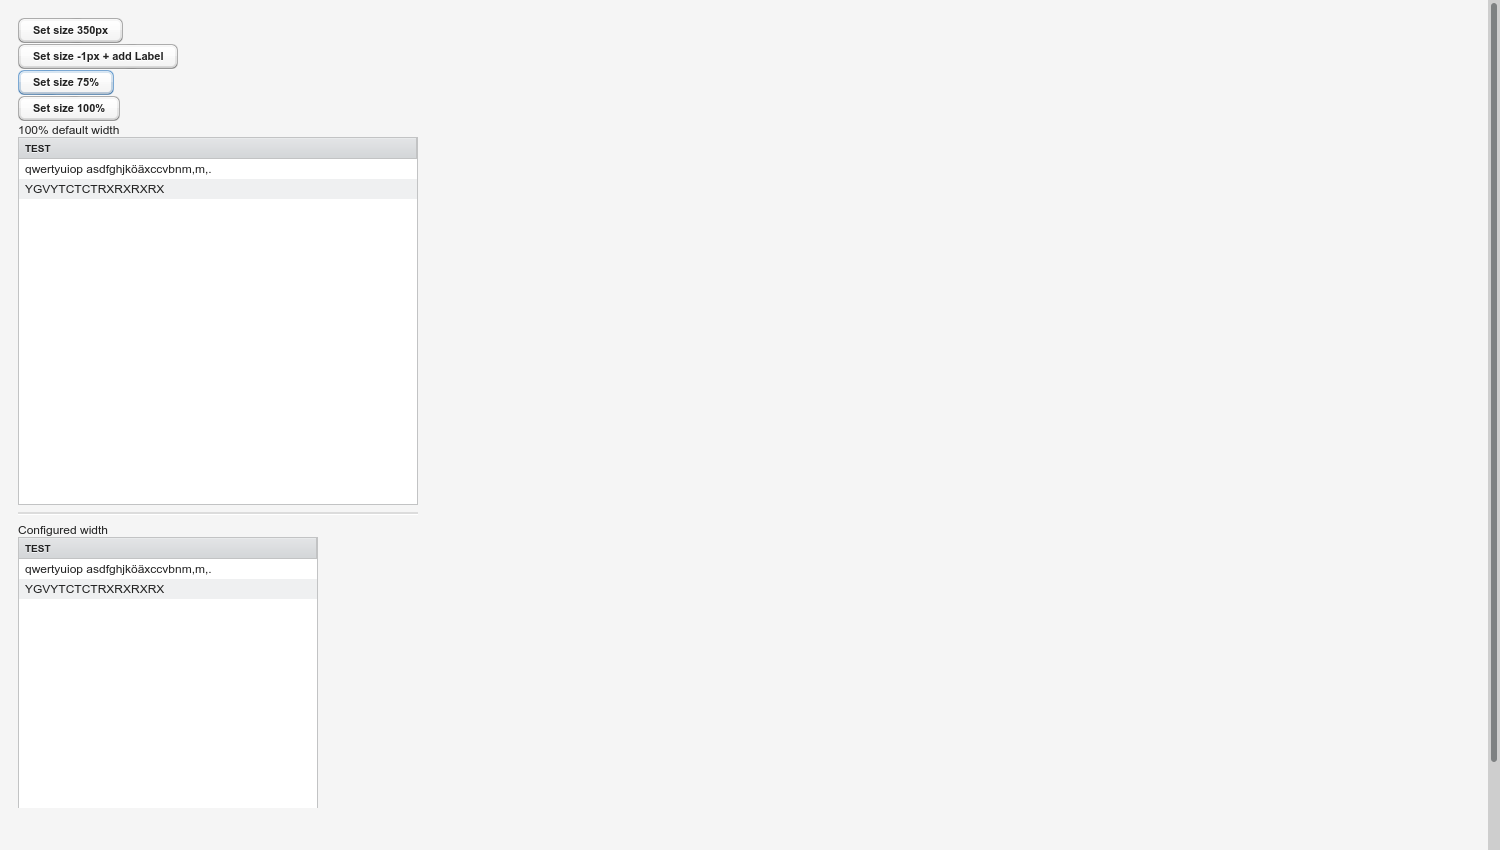 Set size 350px
Set size -1px + add Label
Set size 75%
Set size 100%
100% default width
TEST
qwertyuiop asdfghjköäxccvbnm,m,.
YGVYTCTCTRXRXRXRX
Configured width
TEST
qwertyuiop asdfghjköäxccvbnm,m,.
YGVYTCTCTRXRXRXRX